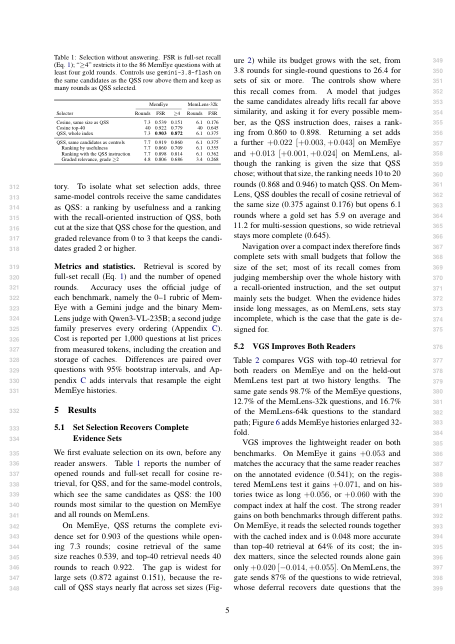 Table 1: Selection without answering. FSR is full-set recall
(Eq. 1); "≥4" restricts it to the 86 MemEye questions with at
least four gold rounds. Controls use gemini-3.8-flash on
the same candidates as the QSS row above them and keep as
many rounds as QSS selected.
MemEye MemLens-32k
Selector Rounds FSR ≥4 Rounds FSR
Cosine, same size as QSS 7.3 0.539 0.151 6.1 0.176
Cosine top-40 40 0.922 0.779 40 0.645
QSS, whole index 7.3 0.903 0.872 6.1 0.375
QSS, same candidates as controls 7.7 0.919 0.860 6.1 0.375
Ranking by usefulness 7.7 0.860 0.709 6.1 0.355
Ranking with the QSS instruction 7.7 0.898 0.814 6.1 0.362
Graded relevance, grade ≥2 4.8 0.806 0.686 3.4 0.268
312 tory. To isolate what set selection adds, three
313 same-model controls receive the same candidates
314 as QSS: a ranking by usefulness and a ranking
315 with the recall-oriented instruction of QSS, both
316 cut at the size that QSS chose for the question, and
317 graded relevance from 0 to 3 that keeps the candi-
318 dates graded 2 or higher.
319 Metrics and statistics. Retrieval is scored by
320 full-set recall (Eq. 1) and the number of opened
321 rounds. Accuracy uses the official judge of
322 each benchmark, namely the 0–1 rubric of Mem-
323 Eye with a Gemini judge and the binary Mem-
324 Lens judge with Qwen3-VL-235B; a second judge
325 family preserves every ordering (Appendix C).
326 Cost is reported per 1,000 questions at list prices
327 from measured tokens, including the creation and
328 storage of caches. Differences are paired over
329 questions with 95% bootstrap intervals, and Ap-
330 pendix C adds intervals that resample the eight
331 MemEye histories.
332 5 Results
333 5.1 Set Selection Recovers Complete
334 Evidence Sets
335 We first evaluate selection on its own, before any
336 reader answers. Table 1 reports the number of
337 opened rounds and full-set recall for cosine re-
338 trieval, for QSS, and for the same-model controls,
339 which see the same candidates as QSS: the 100
340 rounds most similar to the question on MemEye
341 and all rounds on MemLens.
342 On MemEye, QSS returns the complete evi-
343 dence set for 0.903 of the questions while open-
344 ing 7.3 rounds; cosine retrieval of the same
345 size reaches 0.539, and top-40 retrieval needs 40
346 rounds to reach 0.922. The gap is widest for
347 large sets (0.872 against 0.151), because the re-
348 call of QSS stays nearly flat across set sizes (Fig-
ure 2) while its budget grows with the set, from 349
3.8 rounds for single-round questions to 26.4 for 350
sets of six or more. The controls show where 351
this recall comes from. A model that judges 352
the same candidates already lifts recall far above 353
similarity, and asking it for every possible mem- 354
ber, as the QSS instruction does, raises a rank- 355
ing from 0.860 to 0.898. Returning a set adds 356
a further +0.022 [+0.003, +0.043] on MemEye 357
and +0.013 [+0.001, +0.024] on MemLens, al- 358
though the ranking is given the size that QSS 359
chose; without that size, the ranking needs 10 to 20 360
rounds (0.868 and 0.946) to match QSS. On Mem- 361
Lens, QSS doubles the recall of cosine retrieval of 362
the same size (0.375 against 0.176) but opens 6.1 363
rounds where a gold set has 5.9 on average and 364
11.2 for multi-session questions, so wide retrieval 365
stays more complete (0.645). 366
Navigation over a compact index therefore finds 367
complete sets with small budgets that follow the 368
size of the set; most of its recall comes from 369
judging membership over the whole history with 370
a recall-oriented instruction, and the set output 371
mainly sets the budget. When the evidence hides 372
inside long messages, as on MemLens, sets stay 373
incomplete, which is the case that the gate is de- 374
signed for. 375
5.2 VGS Improves Both Readers 376
Table 2 compares VGS with top-40 retrieval for 377
both readers on MemEye and on the held-out 378
MemLens test part at two history lengths. The 379
same gate sends 98.7% of the MemEye questions, 380
12.7% of the MemLens-32k questions, and 16.7% 381
of the MemLens-64k questions to the standard 382
path; Figure 6 adds MemEye histories enlarged 32- 383
fold. 384
VGS improves the lightweight reader on both 385
benchmarks. On MemEye it gains +0.053 and 386
matches the accuracy that the same reader reaches 387
on the annotated evidence (0.541); on the regis- 388
tered MemLens test it gains +0.071, and on his- 389
tories twice as long +0.056, or +0.060 with the 390
compact index at half the cost. The strong reader 391
gains on both benchmarks through different paths. 392
On MemEye, it reads the selected rounds together 393
with the cached index and is 0.048 more accurate 394
than top-40 retrieval at 64% of its cost; the in- 395
dex matters, since the selected rounds alone gain 396
only +0.020 [−0.014, +0.055]. On MemLens, the 397
gate sends 87% of the questions to wide retrieval, 398
whose deferral recovers date questions that the 399
5